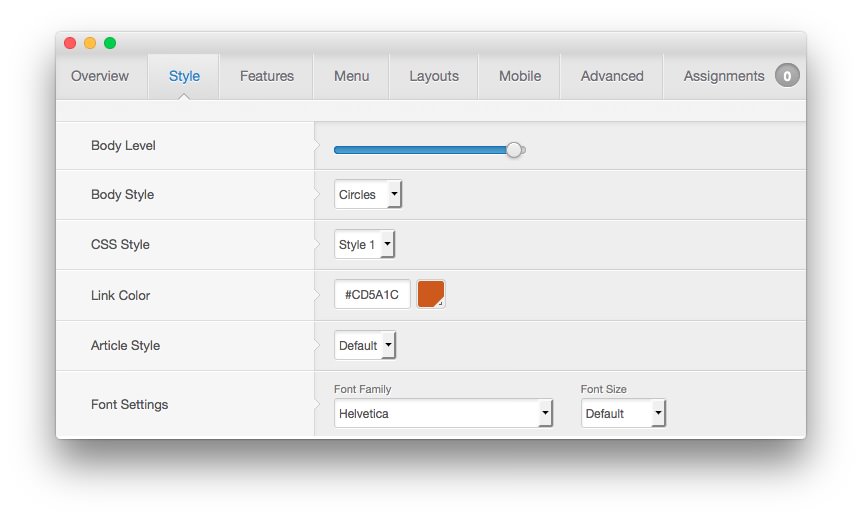 Overview Style Features Menu Layouts Mobile Advanced Assignments 0
Body Level
Body Style Circles
CSS Style Style 1
Link Color #CD5A1C
Article Style Default
Font Family Font Size
Font Settings Helvetica Default